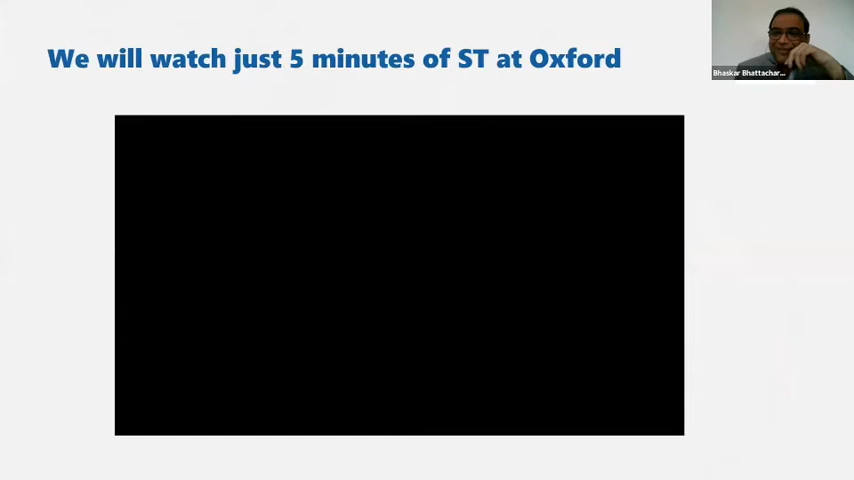 We will watch just 5 minutes of ST at Oxford
Bhaskar Bhattachar...